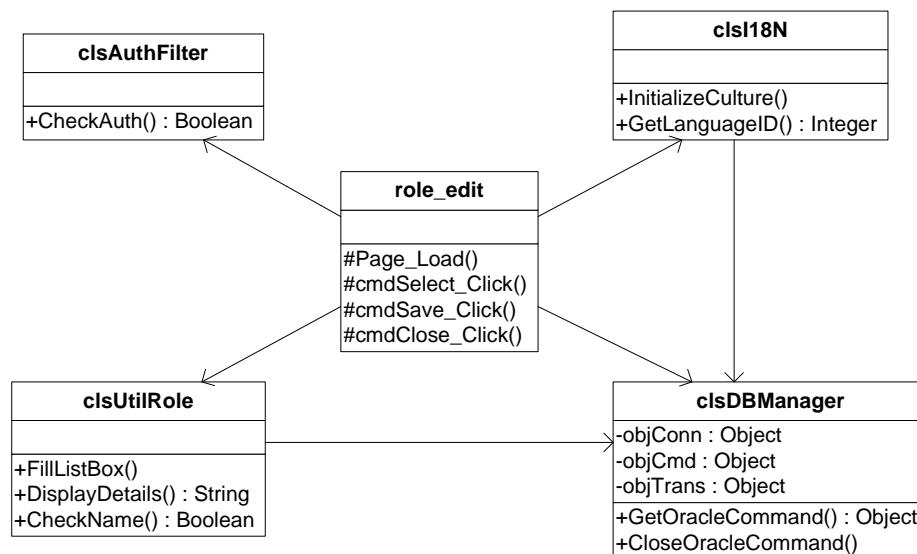 clsAuthFilter
+CheckAuth() : Boolean
clsI18N
+InitializeCulture()
+GetLanguageID() : Integer
role_edit
#Page_Load()
#cmdSelect_Click()
#cmdSave_Click()
#cmdClose_Click()
clsUtilRole
+FillListBox()
+DisplayDetails() : String
+CheckName() : Boolean
clsDBManager
-objConn : Object
-objCmd : Object
-objTrans : Object
+GetOracleCommand() : Object
+CloseOracleCommand()